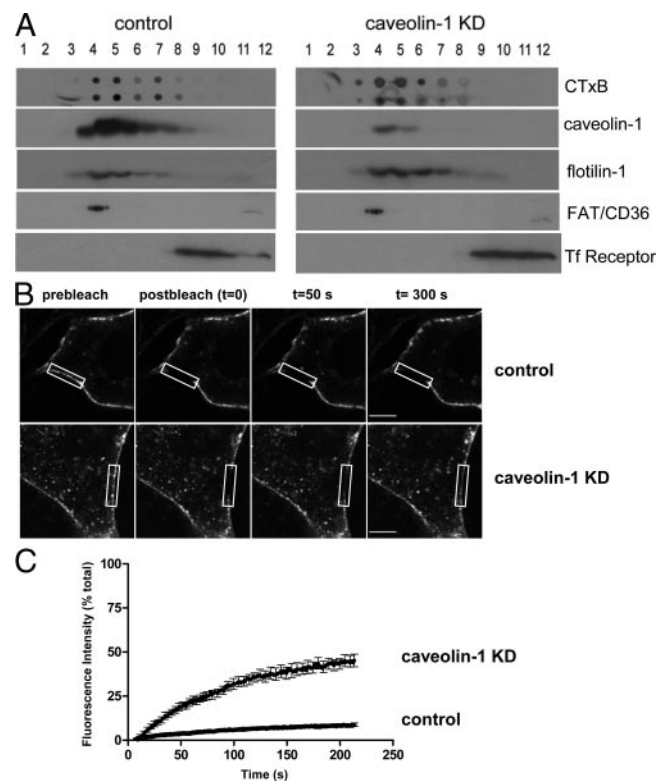 A
control
caveolin-1 KD
1 2 3 4 5 6 7 8 9 10 11 12
1 2 3 4 5 6 7 8 9 10 11 12
CTxB
caveolin-1
flotilin-1
FAT/CD36
Tf Receptor
B
prebleach postbleach (t=0) t=50 s t= 300 s
control
caveolin-1 KD
C
Fluorescence Intensity (% total)
100
75
50
25
0
0 50 100 150 200 250
Time (s)
caveolin-1 KD
control